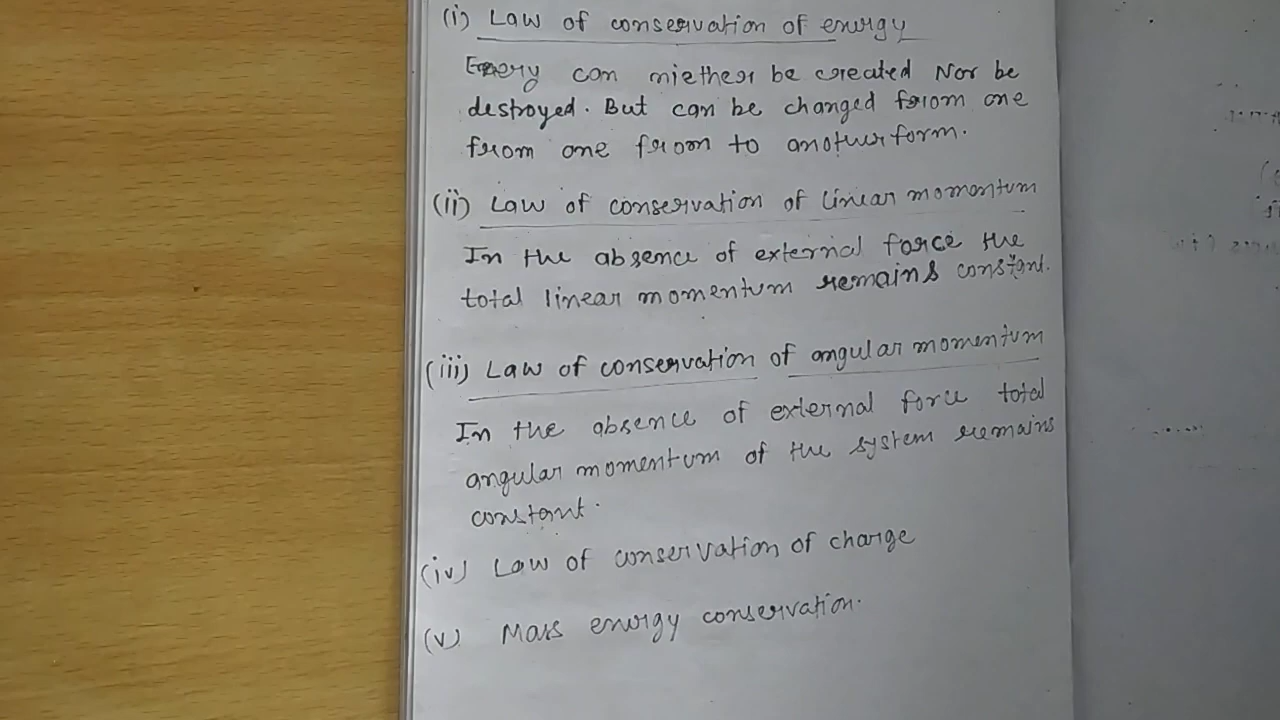 (i) Law of conservation of energy
Enery can niether be created Nor be
destroyed. But can be changed from one
from one from to another form.
(ii) Law of conservation of linear momentum
In the absence of external force the
total linear momentum remains constant.
(iii) Law of conservation of angular momentum
In the absence of external force total
angular momentum of the system remains
constant.
(iv) Law of conservation of charge
(v) Mass energy conservation.